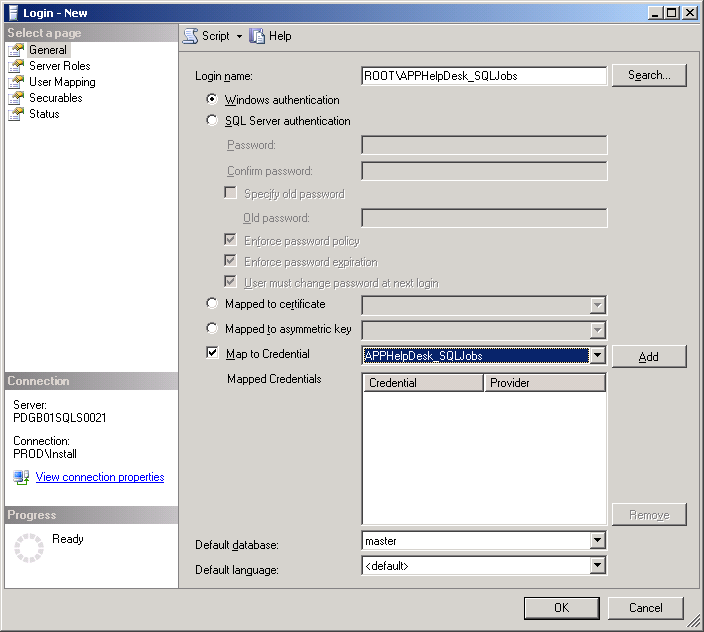 Login - New
Select a page
General
Server Roles
User Mapping
Securables
Status
Connection
Server:
PDGB01SQLS0021
Connection:
PROD\Install
View connection properties
Progress
Ready
Script Help
Login name: ROOT\APPHelpDesk_SQLJobs Search...
Windows authentication
SQL Server authentication
Password:
Confirm password:
Specify old password
Old password:
Enforce password policy
Enforce password expiration
User must change password at next login
Mapped to certificate
Mapped to asymmetric key
Map to Credential APPHelpDesk_SQLJobs Add
Mapped Credentials Credential Provider
Remove
Default database: master
Default language: <default>
OK Cancel